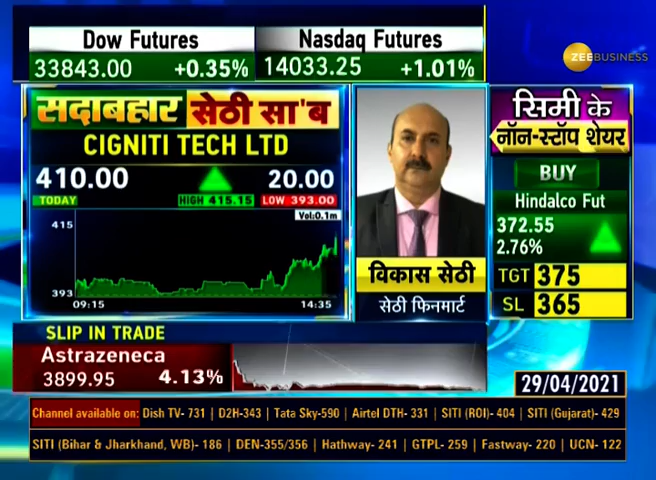 Dow Futures
33843.00 +0.35%
Nasdaq Futures
14033.25 +1.01%
ZEEBUSINESS
सदाबहार सेठी सा'ब
CIGNITI TECH LTD
410.00 20.00
TODAY HIGH 415.15 LOW 393.00
Vol:0.1m
415
393
09:15 14:35
विकास सेठी
सेठी फिनमार्ट
सिमी के
नॉन-स्टॉप शेयर
BUY
Hindalco Fut
372.55
2.76%
TGT 375
SL 365
SLIP IN TRADE
Astrazeneca
3899.95 4.13%
29/04/2021
Channel available on: Dish TV- 731 | D2H-343 | Tata Sky-590 | Airtel DTH- 331 | SITI (ROI)- 404 | SITI (Gujarat)- 429
SITI (Bihar & Jharkhand, WB)- 186 | DEN-355/356 | Hathway- 241 | GTPL- 259 | Fastway- 220 | UCN- 122